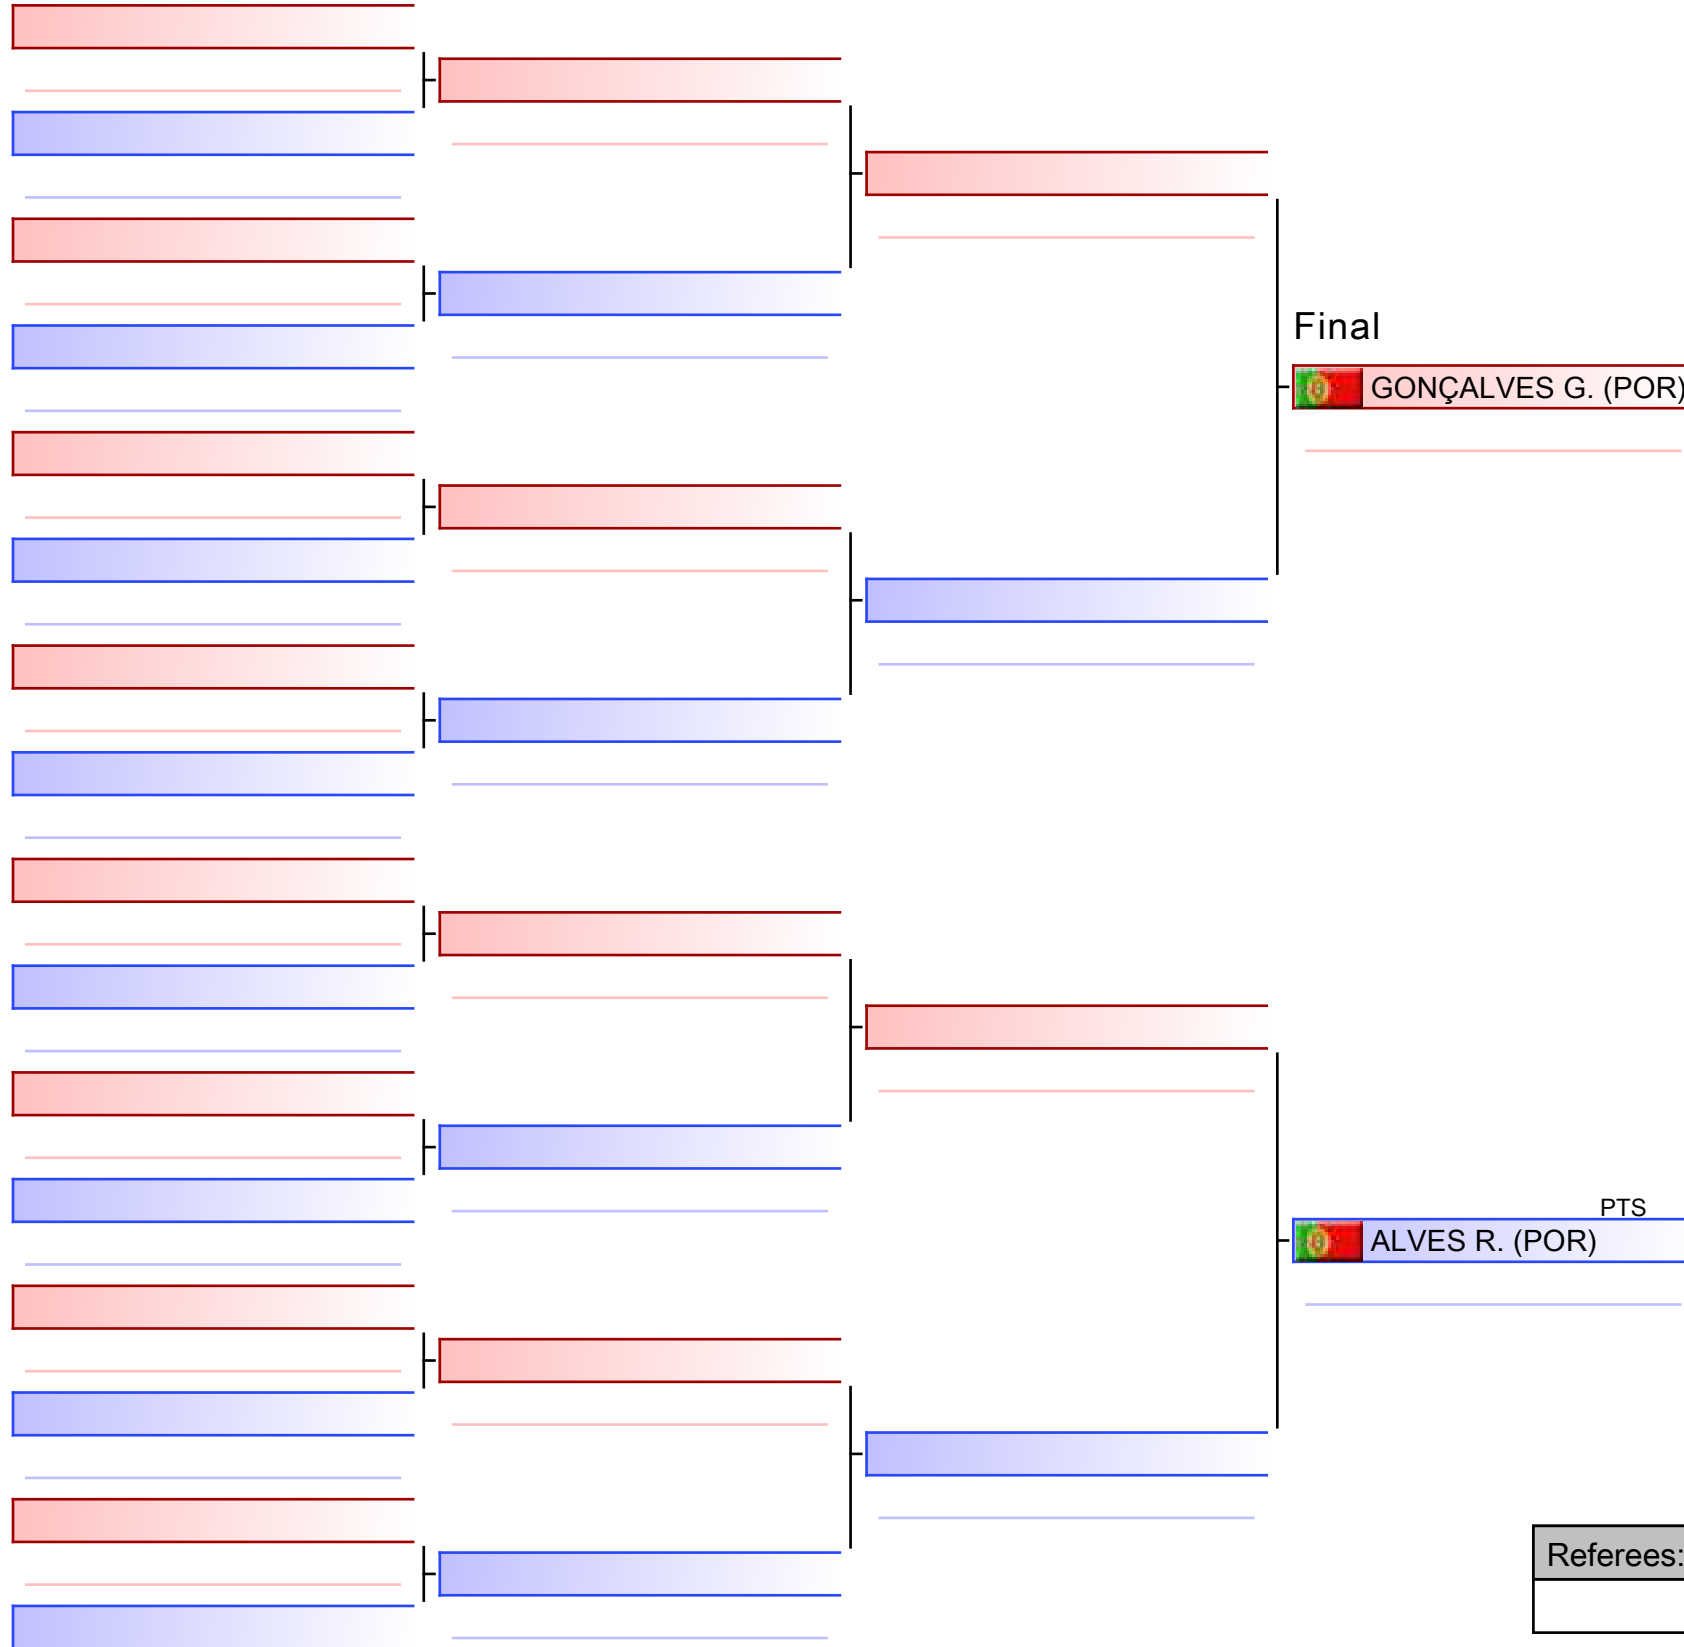 Final
GONÇALVES G. (POR)
PTS
ALVES R. (POR)
Referees: